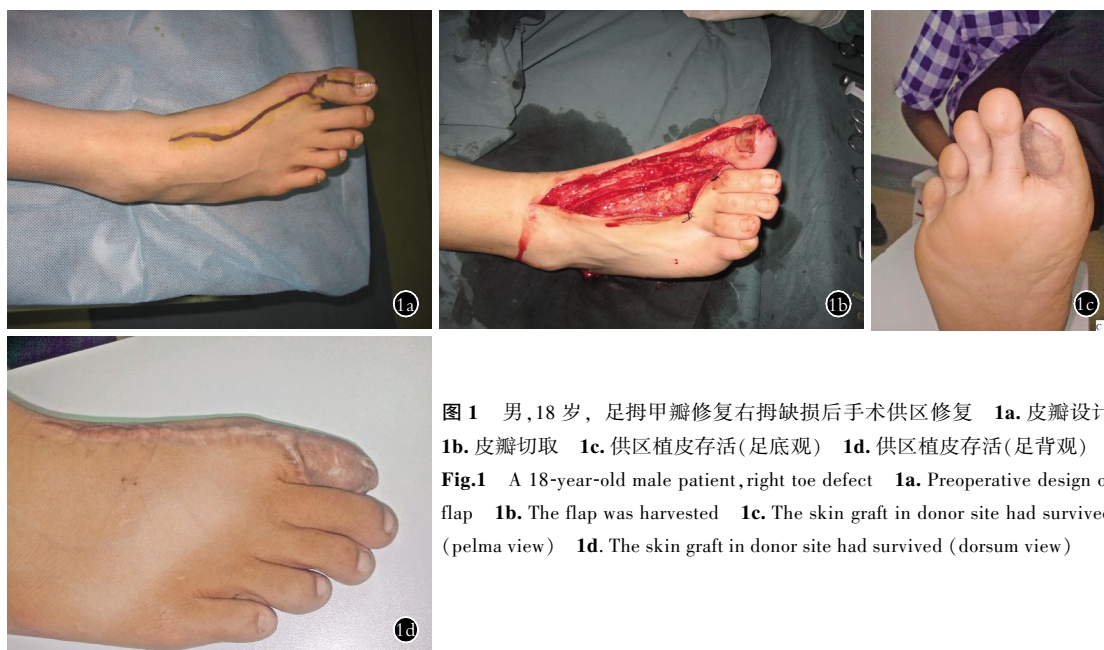 1a
1b
1c
c
1d
图 1 男,18 岁, 足拇甲瓣修复右拇缺损后手术供区修复 1a. 皮瓣设计
1b. 皮瓣切取 1c. 供区植皮存活(足底观) 1d. 供区植皮存活(足背观)
Fig.1 A 18-year-old male patient,right toe defect 1a. Preoperative design o
flap 1b. The flap was harvested 1c. The skin graft in donor site had survived
(pelma view) 1d. The skin graft in donor site had survived (dorsum view)